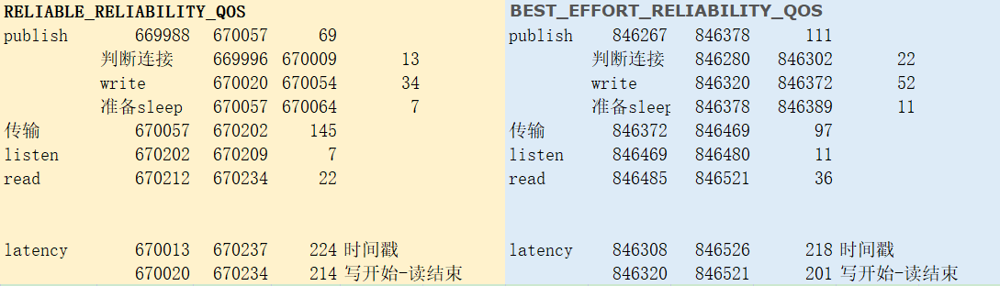 RELIABLE_RELIABILITY_QOS
publish 669988 670057 69
判断连接 669996 670009 13
write 670020 670054 34
准备sleep 670057 670064 7
传输 670057 670202 145
listen 670202 670209 7
read 670212 670234 22
latency 670013 670237 224 时间戳
670020 670234 214 写开始-读结束
BEST_EFFORT_RELIABILITY_QOS
publish 846267 846378 111
判断连接 846280 846302 22
write 846320 846372 52
准备sleep 846378 846389 11
传输 846372 846469 97
listen 846469 846480 11
read 846485 846521 36
latency 846308 846526 218 时间戳
846320 846521 201 写开始-读结束